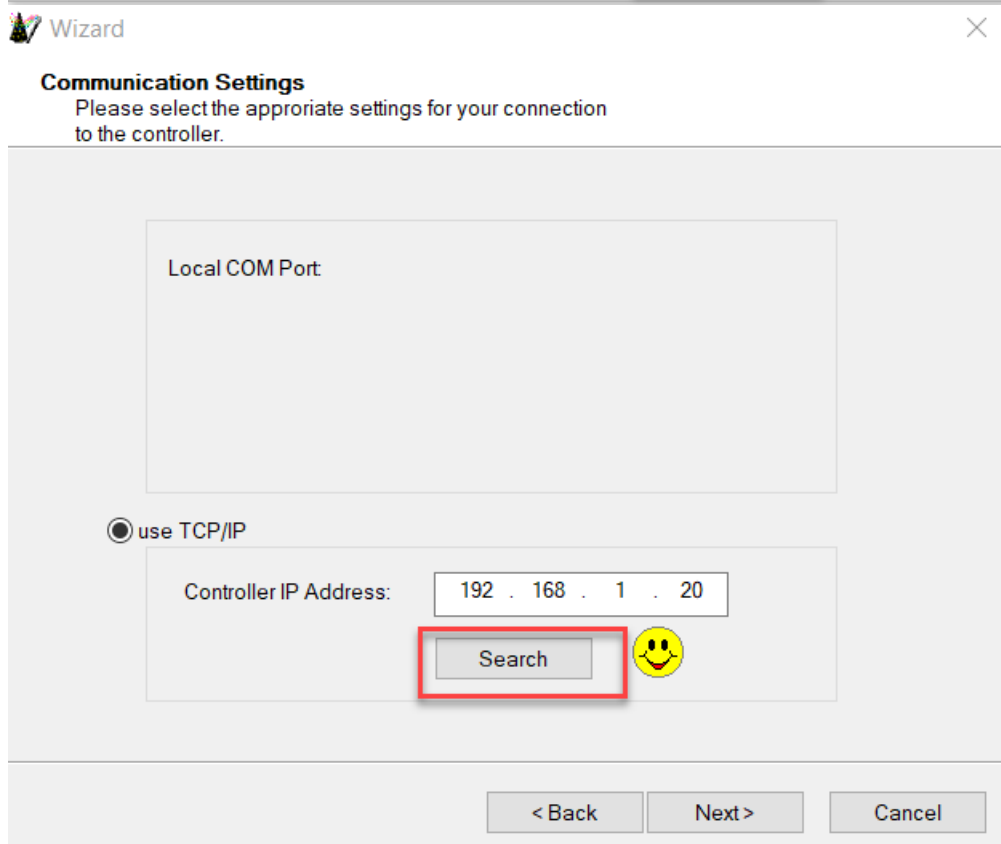 Wizard
Communication Settings
Please select the approriate settings for your connection
to the controller.
Local COM Port:
use TCP/IP
Controller IP Address: 192 . 168 . 1 . 20
Search
< Back Next > Cancel